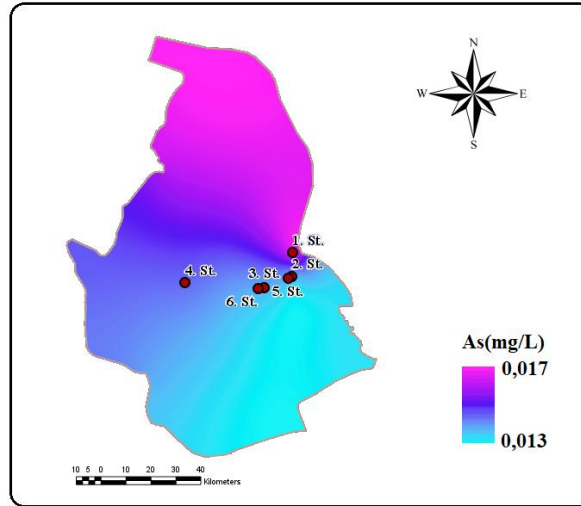 N
W E
S
1. St.
2. St.
4. St.
3. St.
5. St.
6. St.
As(mg/L)
0,017
0,013
10 5 0 10 20 30 40
Kilometers